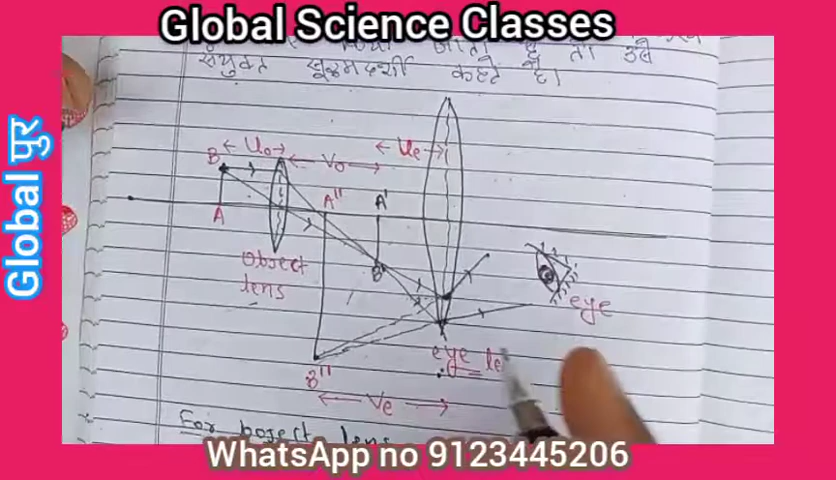 Global Science Classes
Global पुर
संयुक्त सूक्ष्मदर्शी कहते है।
B
Uo
Vo
Ue
A
A''
A'
B'
object
lens
eye
eye le
B''
Ve
For
lens
WhatsApp no 9123445206